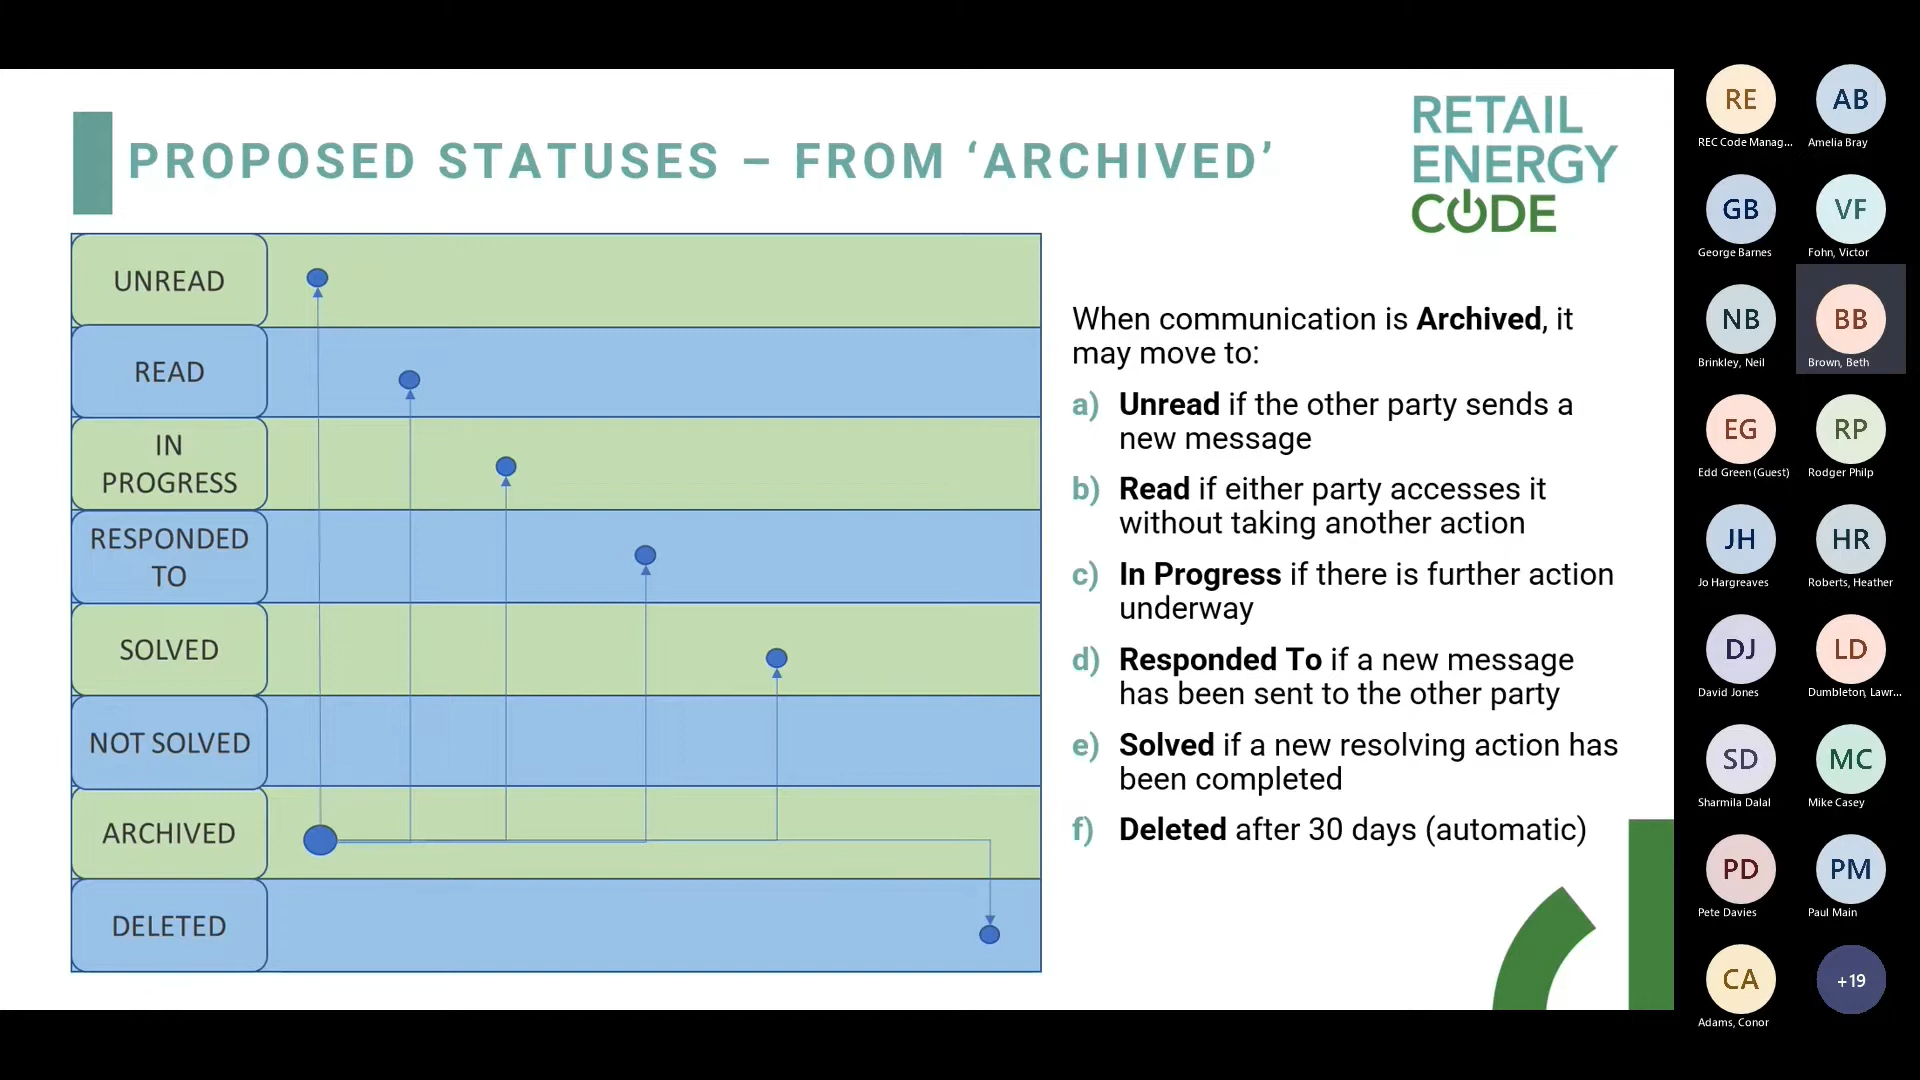 PROPOSED STATUSES – FROM ‘ARCHIVED’
RETAIL
ENERGY
CODE
UNREAD
READ
IN
PROGRESS
RESPONDED
TO
SOLVED
NOT SOLVED
ARCHIVED
DELETED
When communication is Archived, it
may move to:
a) Unread if the other party sends a
new message
b) Read if either party accesses it
without taking another action
c) In Progress if there is further action
underway
d) Responded To if a new message
has been sent to the other party
e) Solved if a new resolving action has
been completed
f) Deleted after 30 days (automatic)
RE
REC Code Manag...
AB
Amelia Bray
GB
George Barnes
VF
Fohn, Victor
NB
Brinkley, Neil
BB
Brown, Beth
EG
Edd Green (Guest)
RP
Rodger Philp
JH
Jo Hargreaves
HR
Roberts, Heather
DJ
David Jones
LD
Dumbleton, Lawr...
SD
Sharmila Dalal
MC
Mike Casey
PD
Pete Davies
PM
Paul Main
CA
Adams, Conor
+19